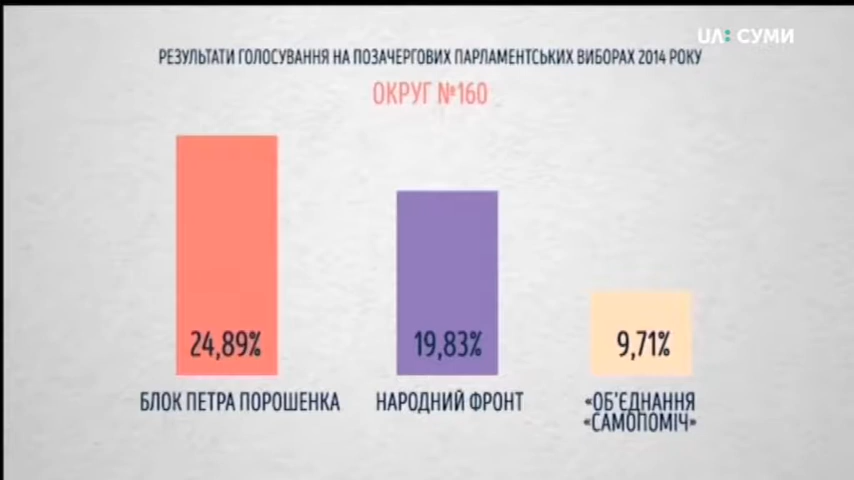 UA: СУМИ
РЕЗУЛЬТАТИ ГОЛОСУВАННЯ НА ПОЗАЧЕРГОВИХ ПАРЛАМЕНТСЬКИХ ВИБОРАХ 2014 РОКУ
ОКРУГ №160
24,89%
19,83%
9,71%
БЛОК ПЕТРА ПОРОШЕНКА
НАРОДНИЙ ФРОНТ
«ОБ'ЄДНАННЯ
«САМОПОМІЧ»